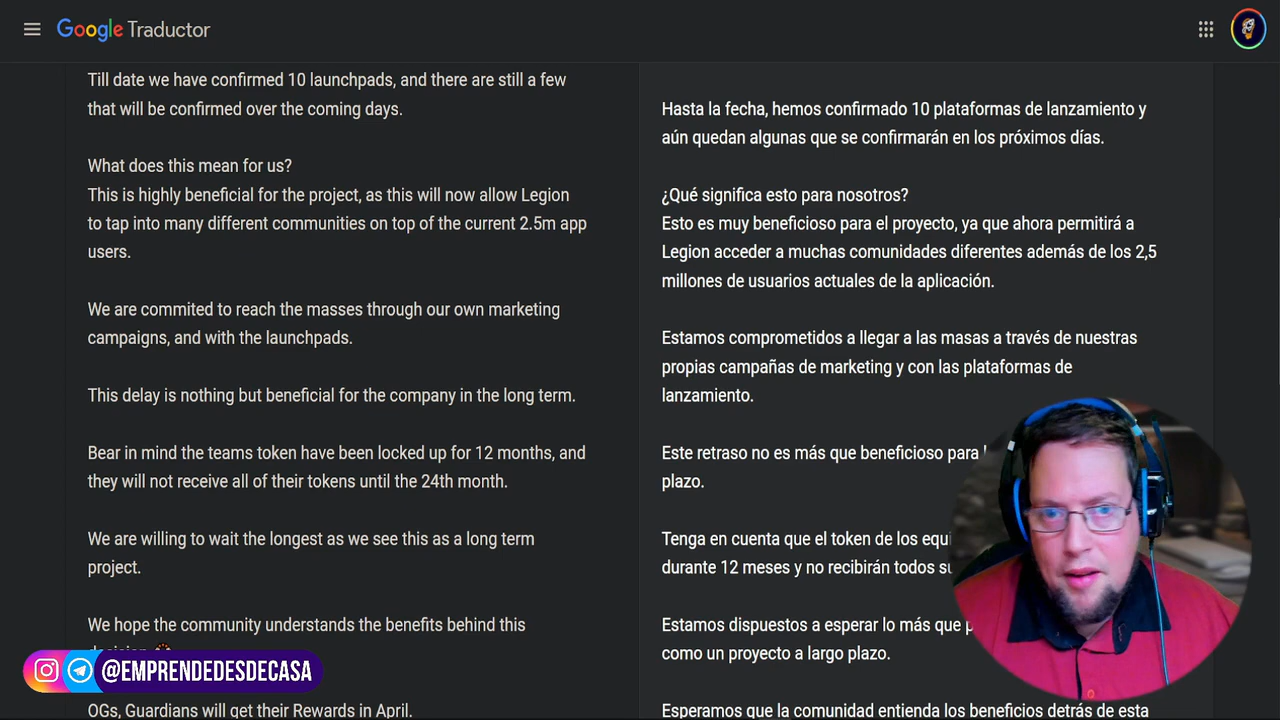 Google Traductor
Till date we have confirmed 10 launchpads, and there are still a few
that will be confirmed over the coming days.
What does this mean for us?
This is highly beneficial for the project, as this will now allow Legion
to tap into many different communities on top of the current 2.5m app
users.
We are commited to reach the masses through our own marketing
campaigns, and with the launchpads.
This delay is nothing but beneficial for the company in the long term.
Bear in mind the teams token have been locked up for 12 months, and
they will not receive all of their tokens until the 24th month.
We are willing to wait the longest as we see this as a long term
project.
We hope the community understands the benefits behind this
OGs, Guardians will get their Rewards in April.
Hasta la fecha, hemos confirmado 10 plataformas de lanzamiento y
aún quedan algunas que se confirmarán en los próximos días.
¿Qué significa esto para nosotros?
Esto es muy beneficioso para el proyecto, ya que ahora permitirá a
Legion acceder a muchas comunidades diferentes además de los 2,5
millones de usuarios actuales de la aplicación.
Estamos comprometidos a llegar a las masas a través de nuestras
propias campañas de marketing y con las plataformas de
lanzamiento.
Este retraso no es más que beneficioso para
plazo.
Tenga en cuenta que el token de los
durante 12 meses y no recibirán todos
Estamos dispuestos a esperar lo más que
como un proyecto a largo plazo.
Esperamos que la comunidad entienda los beneficios detrás de esta
@EMPRENDEDESDECASA